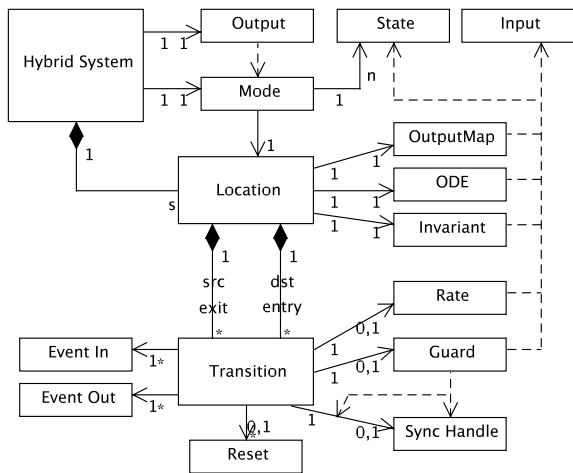 Output
State
Input
Hybrid System
1 1
n
Mode
1 1
1
1
1
OutputMap
1 1
Location
ODE
s
1 1
Invariant
1 1
1
1
src
dst
exit
entry
Rate
*
*
0,1
1
Event In
1*
Transition
Guard
0,1
1
Event Out
1*
0,1
*
1
0,1
Sync Handle
Reset